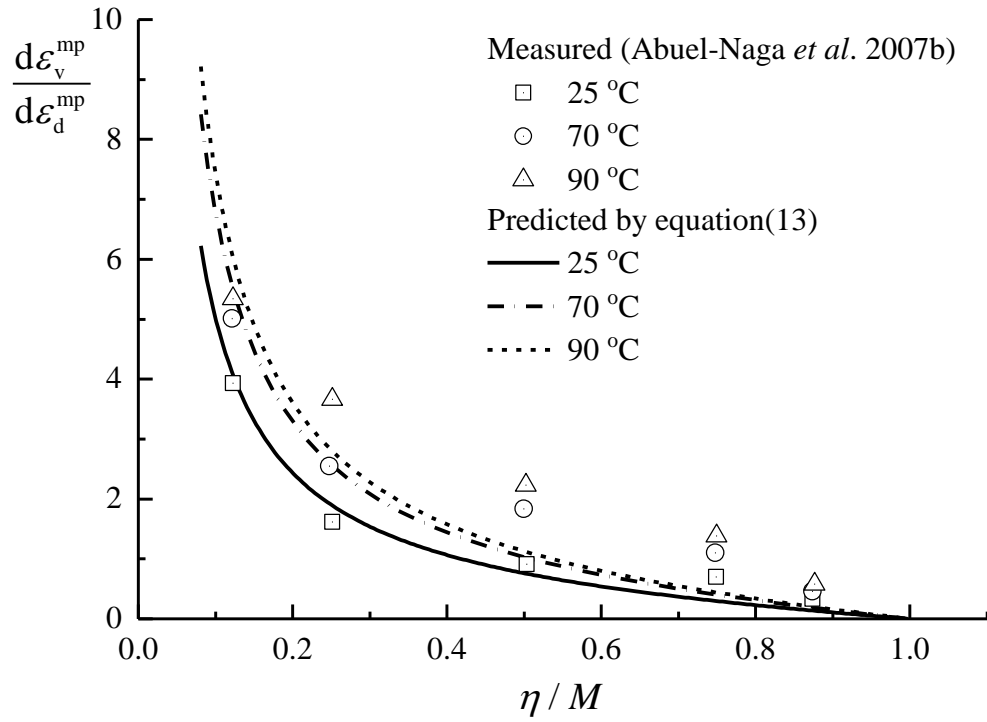 10
8
6
4
2
0
dε_v^mp
dε_d^mp
Measured (Abuel-Naga et al. 2007b)
25 °C
70 °C
90 °C
Predicted by equation(13)
25 °C
70 °C
90 °C
0.0 0.2 0.4 0.6 0.8 1.0
η / M